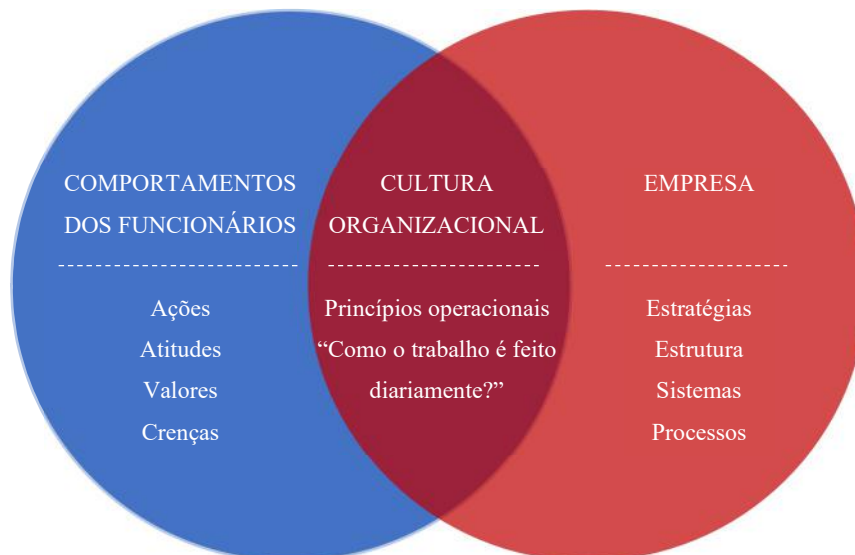 COMPORTAMENTOS
DOS FUNCIONÁRIOS
Ações
Atitudes
Valores
Crenças
CULTURA
ORGANIZACIONAL
Princípios operacionais
“Como o trabalho é feito
diariamente?”
EMPRESA
Estratégias
Estrutura
Sistemas
Processos